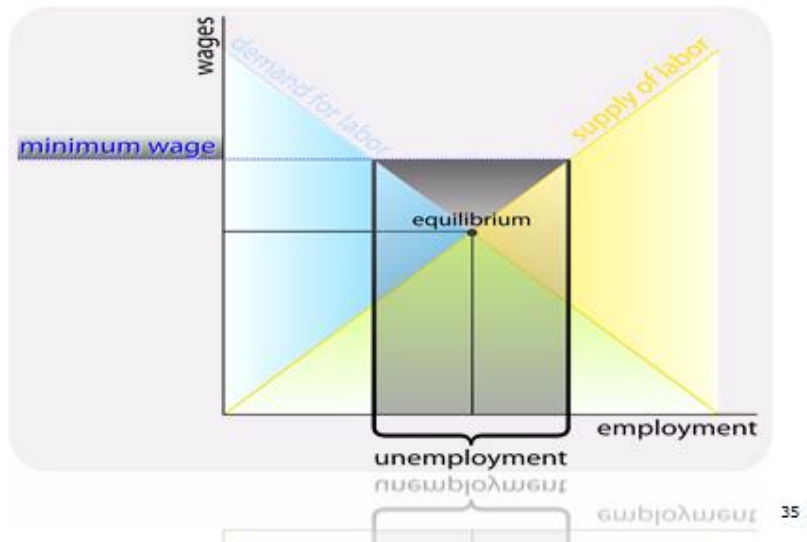 wages
demand for labor
supply of labor
minimum wage
equilibrium
employment
unemployment
unemployment
employment
35